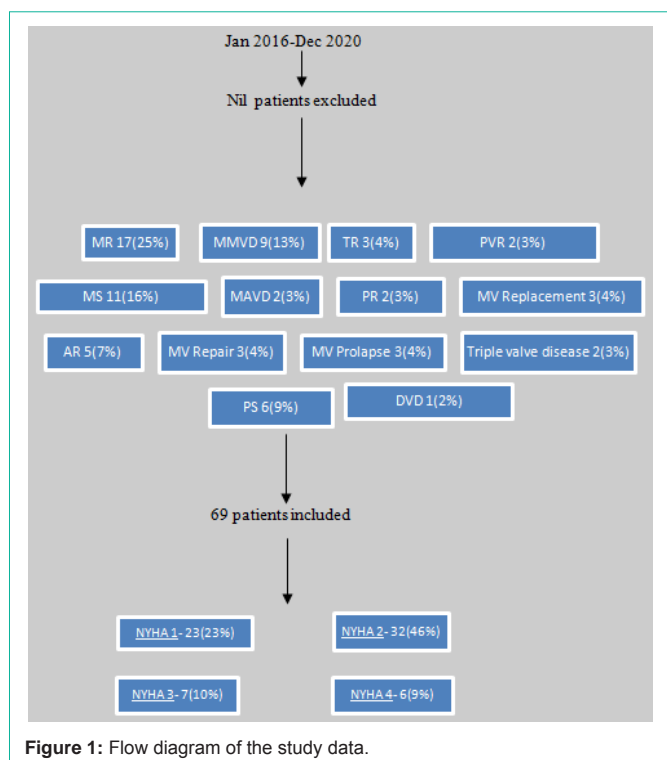 Jan 2016-Dec 2020
Nil patients excluded
MR 17(25%)
MMVD 9(13%)
TR 3(4%)
PVR 2(3%)
MS 11(16%)
MAVD 2(3%)
PR 2(3%)
MV Replacement 3(4%)
AR 5(7%)
MV Repair 3(4%)
MV Prolapse 3(4%)
Triple valve disease 2(3%)
PS 6(9%)
DVD 1(2%)
69 patients included
NYHA 1- 23(23%)
NYHA 2- 32(46%)
NYHA 3- 7(10%)
NYHA 4- 6(9%)
Figure 1: Flow diagram of the study data.